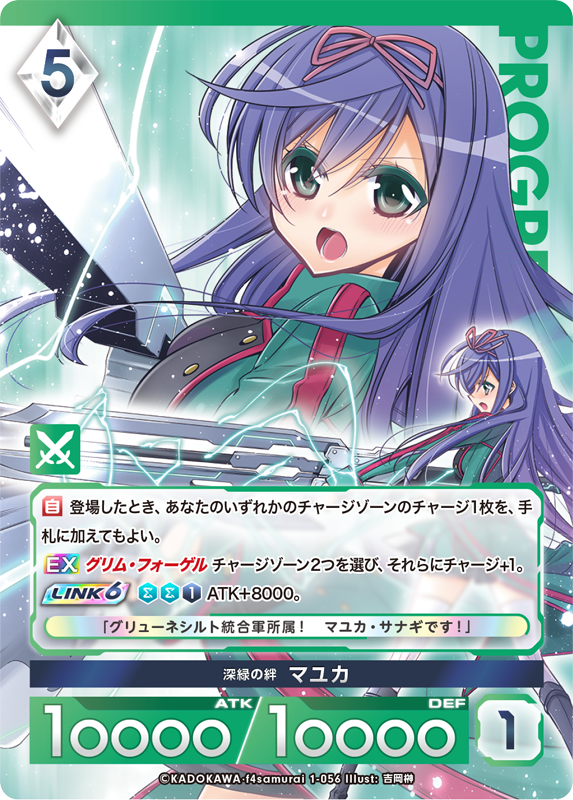 5
PROGRE
自 登場したとき、あなたのいずれかのチャージゾーンのチャージ1枚を、手
札に加えてもよい。
EX グリム・フォーゲル チャージゾーン2つを選び、それらにチャージ+1。
LINK 6 Σ Σ 1 ATK+8000。
「グリューネシルト統合軍所属！　マユカ・サナギです！」
深緑の絆 マユカ
ATK DEF
10000/10000 1
©KADOKAWA-f4samurai 1-056 Illust: 吉岡榊